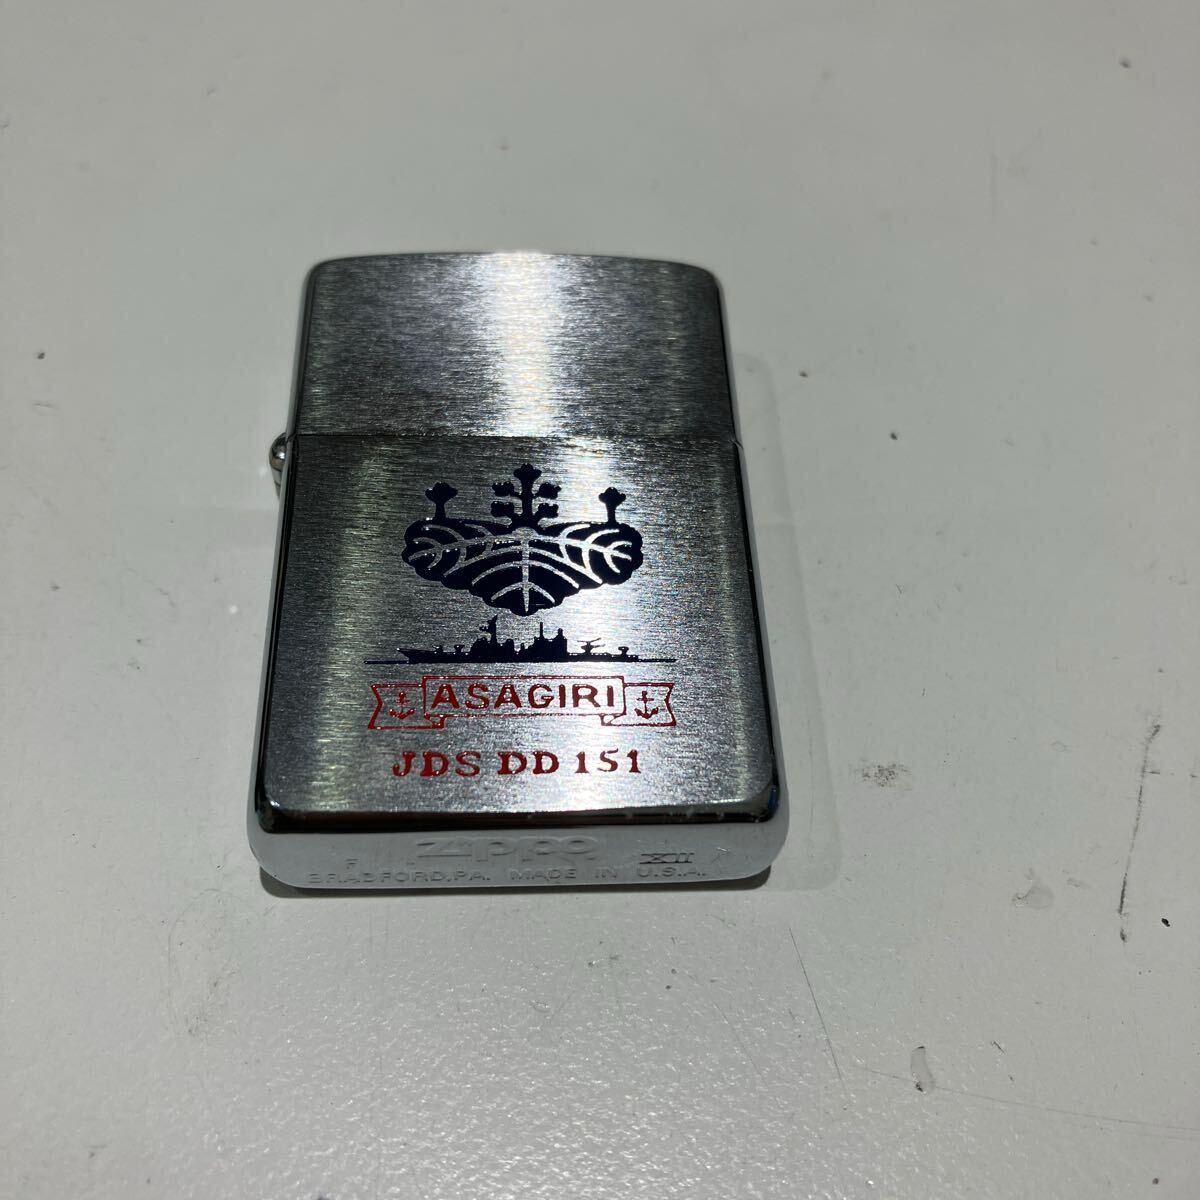 ASAGIRI
JDS DD 151
Zippo
F XII
BRADFORD, PA. MADE IN U.S.A.